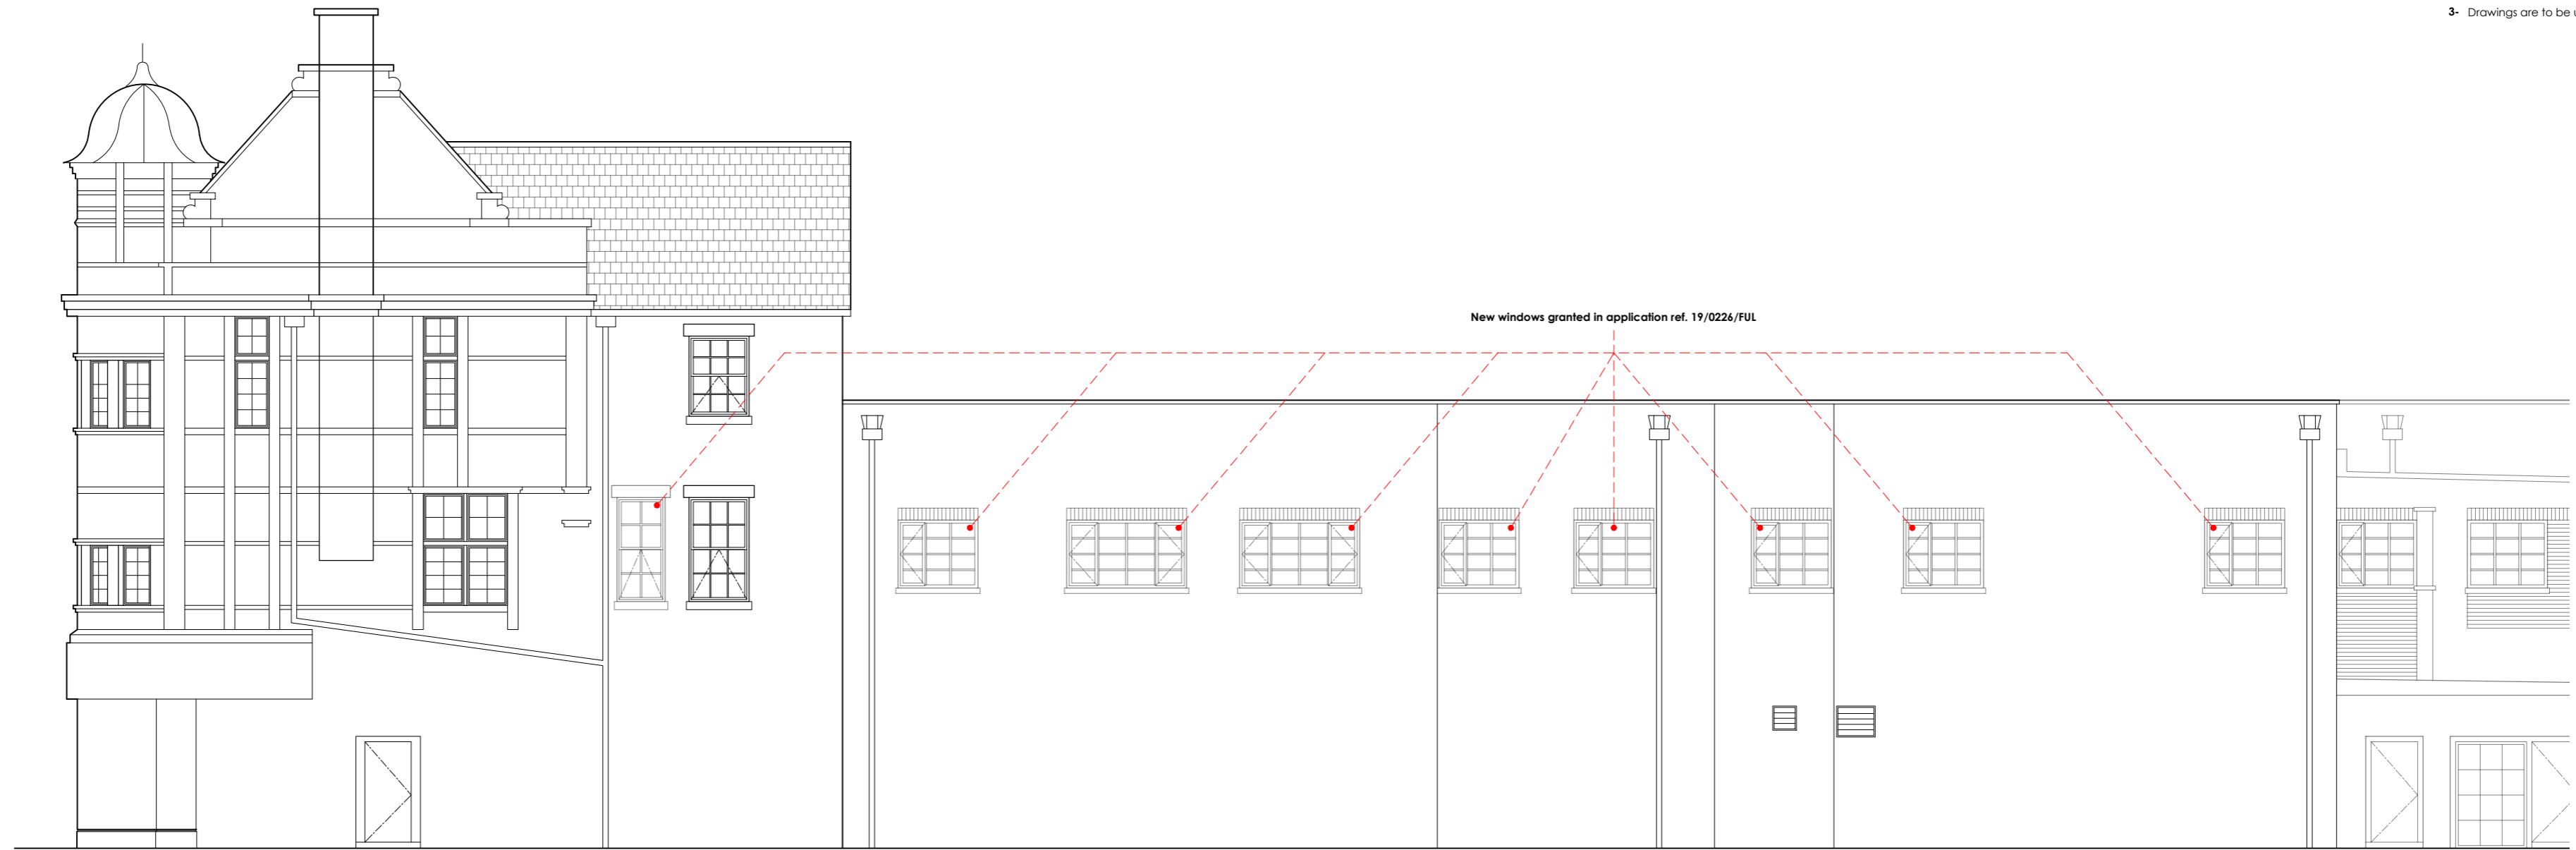 3- Drawings are to be
New windows granted in application ref. 19/0226/FUL